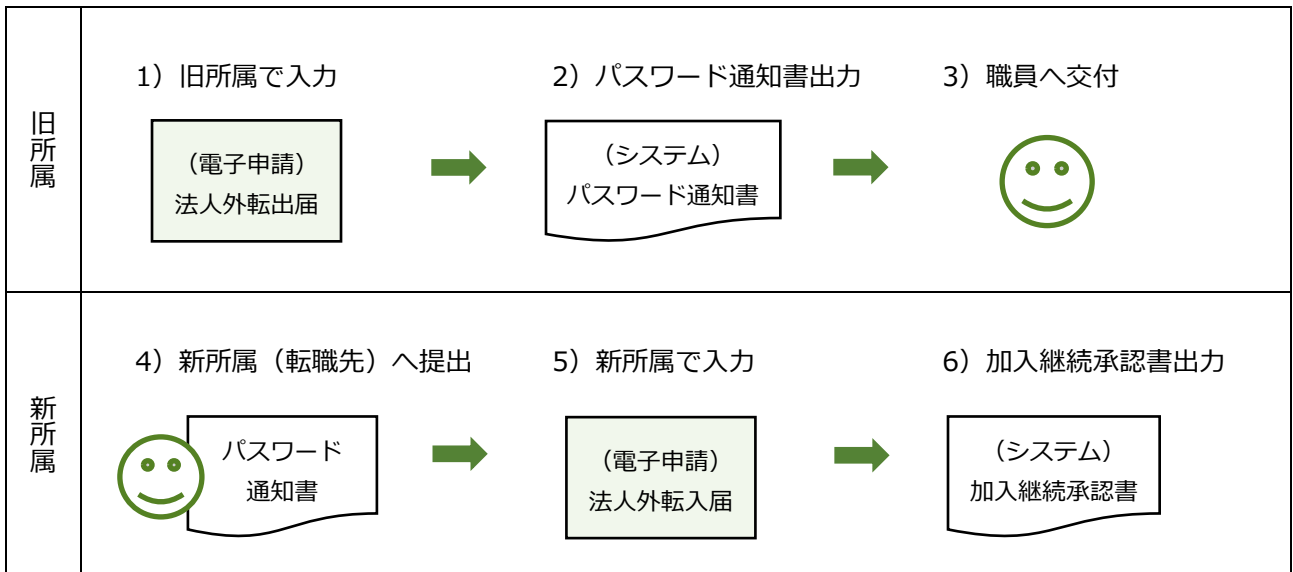 旧所属
1）旧所属で入力
（電子申請）
法人外転出届
2）パスワード通知書出力
（システム）
パスワード通知書
3）職員へ交付
新所属
4）新所属（転職先）へ提出
パスワード
通知書
5）新所属で入力
（電子申請）
法人外転入届
6）加入継続承認書出力
（システム）
加入継続承認書